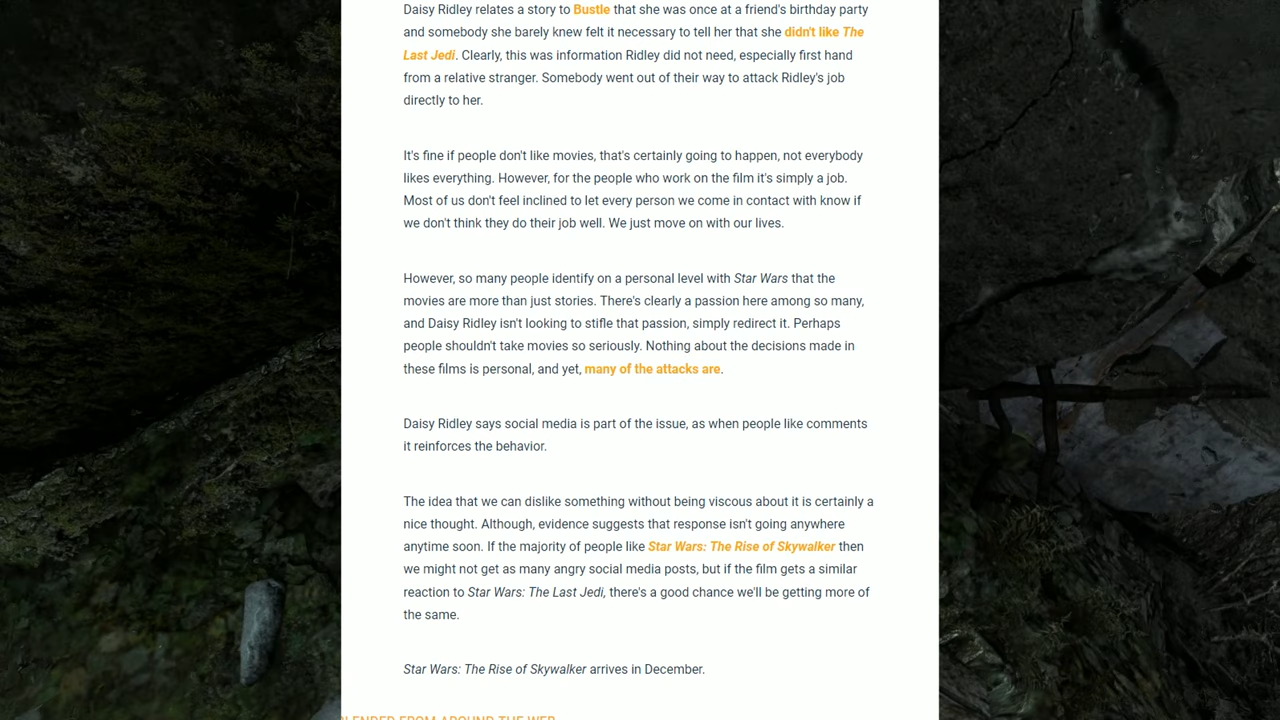 Daisy Ridley relates a story to Bustle that she was once at a friend's birthday party
and somebody she barely knew felt it necessary to tell her that she didn't like The
Last Jedi. Clearly, this was information Ridley did not need, especially first hand
from a relative stranger. Somebody went out of their way to attack Ridley's job
directly to her.
It's fine if people don't like movies, that's certainly going to happen, not everybody
likes everything. However, for the people who work on the film it's simply a job.
Most of us don't feel inclined to let every person we come in contact with know if
we don't think they do their job well. We just move on with our lives.
However, so many people identify on a personal level with Star Wars that the
movies are more than just stories. There's clearly a passion here among so many,
and Daisy Ridley isn't looking to stifle that passion, simply redirect it. Perhaps
people shouldn't take movies so seriously. Nothing about the decisions made in
these films is personal, and yet, many of the attacks are.
Daisy Ridley says social media is part of the issue, as when people like comments
it reinforces the behavior.
The idea that we can dislike something without being viscous about it is certainly a
nice thought. Although, evidence suggests that response isn't going anywhere
anytime soon. If the majority of people like Star Wars: The Rise of Skywalker then
we might not get as many angry social media posts, but if the film gets a similar
reaction to Star Wars: The Last Jedi, there's a good chance we'll be getting more of
the same.
Star Wars: The Rise of Skywalker arrives in December.
FROM AROUND THE WEB